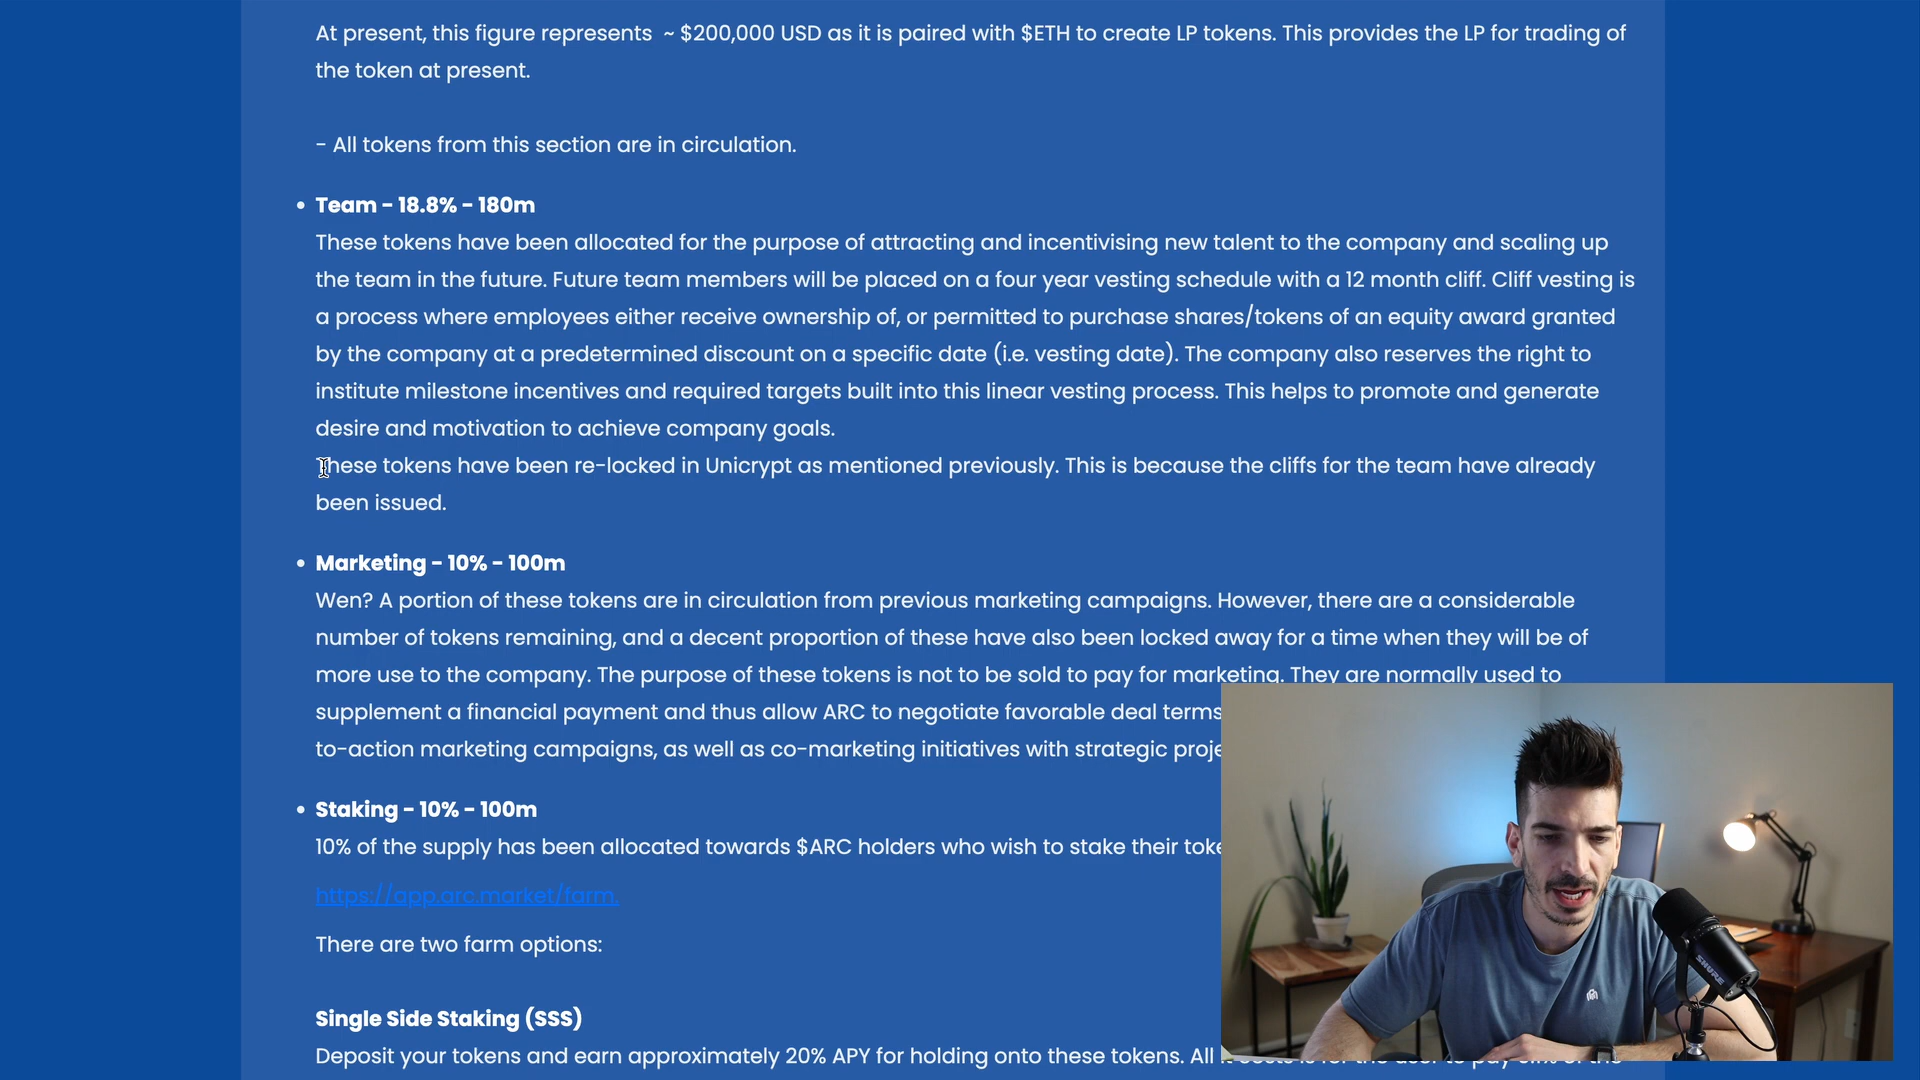 At present, this figure represents ~ $200,000 USD as it is paired with $ETH to create LP tokens. This provides the LP for trading of
the token at present.
- All tokens from this section are in circulation.
• Team - 18.8% - 180m
These tokens have been allocated for the purpose of attracting and incentivising new talent to the company and scaling up
the team in the future. Future team members will be placed on a four year vesting schedule with a 12 month cliff. Cliff vesting is
a process where employees either receive ownership of, or permitted to purchase shares/tokens of an equity award granted
by the company at a predetermined discount on a specific date (i.e. vesting date). The company also reserves the right to
institute milestone incentives and required targets built into this linear vesting process. This helps to promote and generate
desire and motivation to achieve company goals.
These tokens have been re-locked in Unicrypt as mentioned previously. This is because the cliffs for the team have already
been issued.
• Marketing - 10% - 100m
Wen? A portion of these tokens are in circulation from previous marketing campaigns. However, there are a considerable
number of tokens remaining, and a decent proportion of these have also been locked away for a time when they will be of
more use to the company. The purpose of these tokens is not to be sold to pay for marketing. They are normally used to
supplement a financial payment and thus allow ARC to negotiate favorable deal terms
to-action marketing campaigns, as well as co-marketing initiatives with strategic proje
• Staking - 10% - 100m
10% of the supply has been allocated towards $ARC holders who wish to stake their toke
https://app.arc.market/farm.
There are two farm options:
Single Side Staking (SSS)
Deposit your tokens and earn approximately 20% APY for holding onto these tokens. All
SHURE